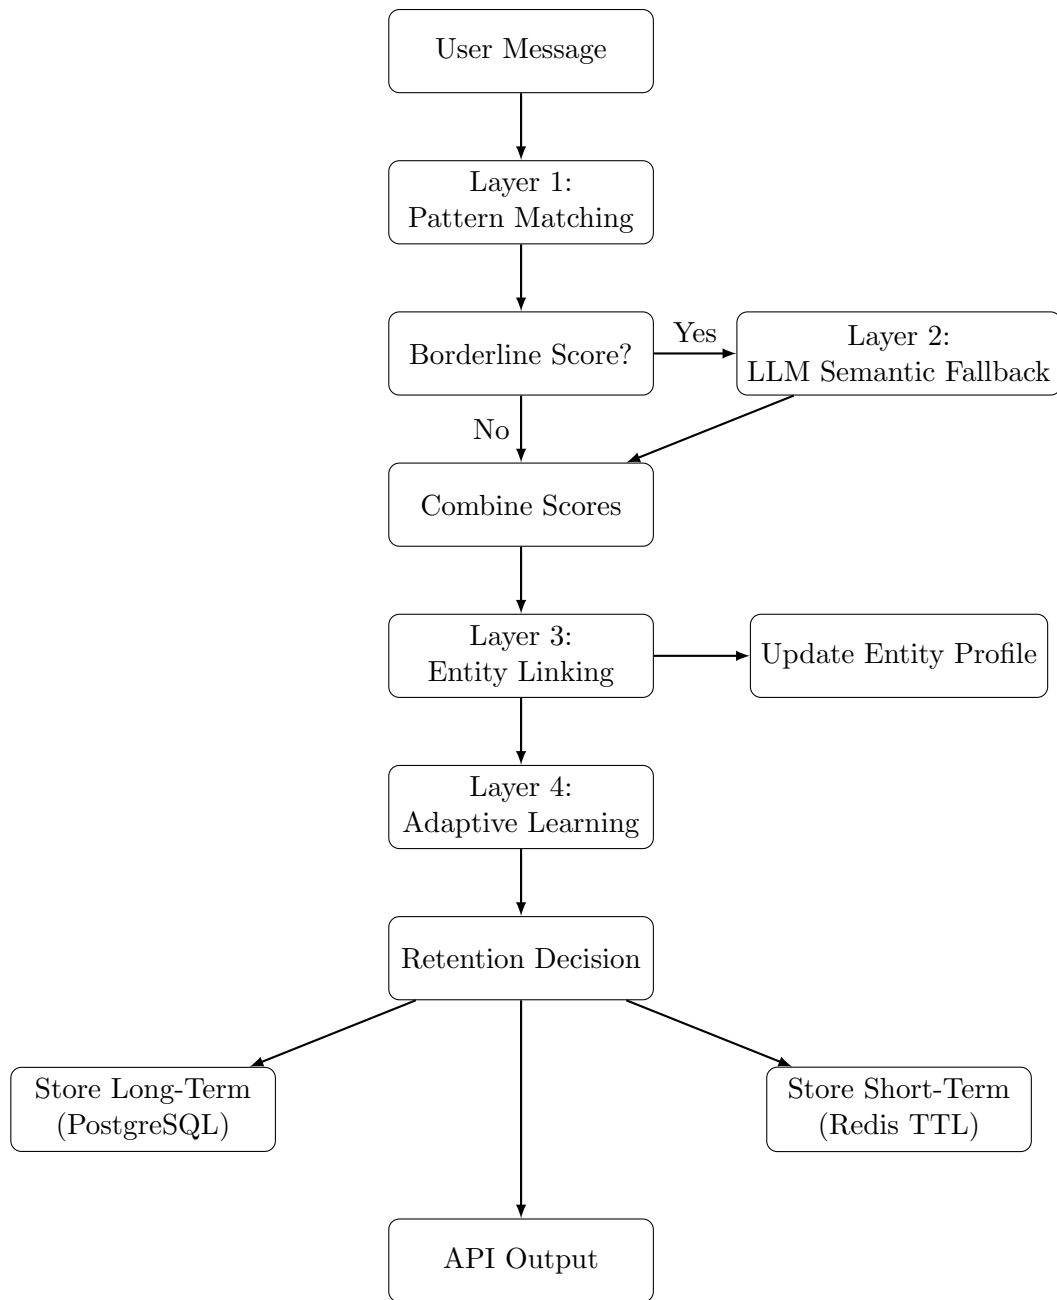 User Message
Layer 1:
Pattern Matching
Borderline Score?
Yes
Layer 2:
LLM Semantic Fallback
No
Combine Scores
Layer 3:
Entity Linking
Update Entity Profile
Layer 4:
Adaptive Learning
Retention Decision
Store Long-Term
(PostgreSQL)
Store Short-Term
(Redis TTL)
API Output